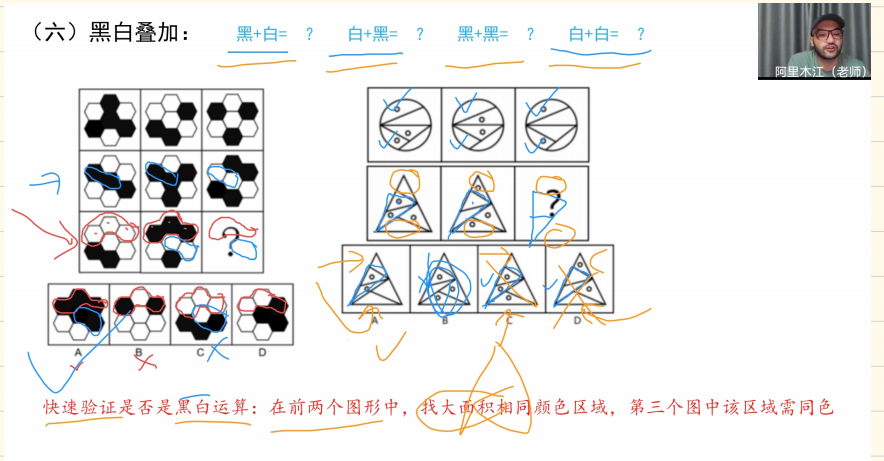 （六）黑白叠加： 黑+白= ？ 白+黑= ？ 黑+黑= ？ 白+白= ？
阿里木江（老师）
?
?
A B C D
A B C D
快速验证是否是黑白运算：在前两个图形中，找大面积相同颜色区域，第三个图中该区域需同色